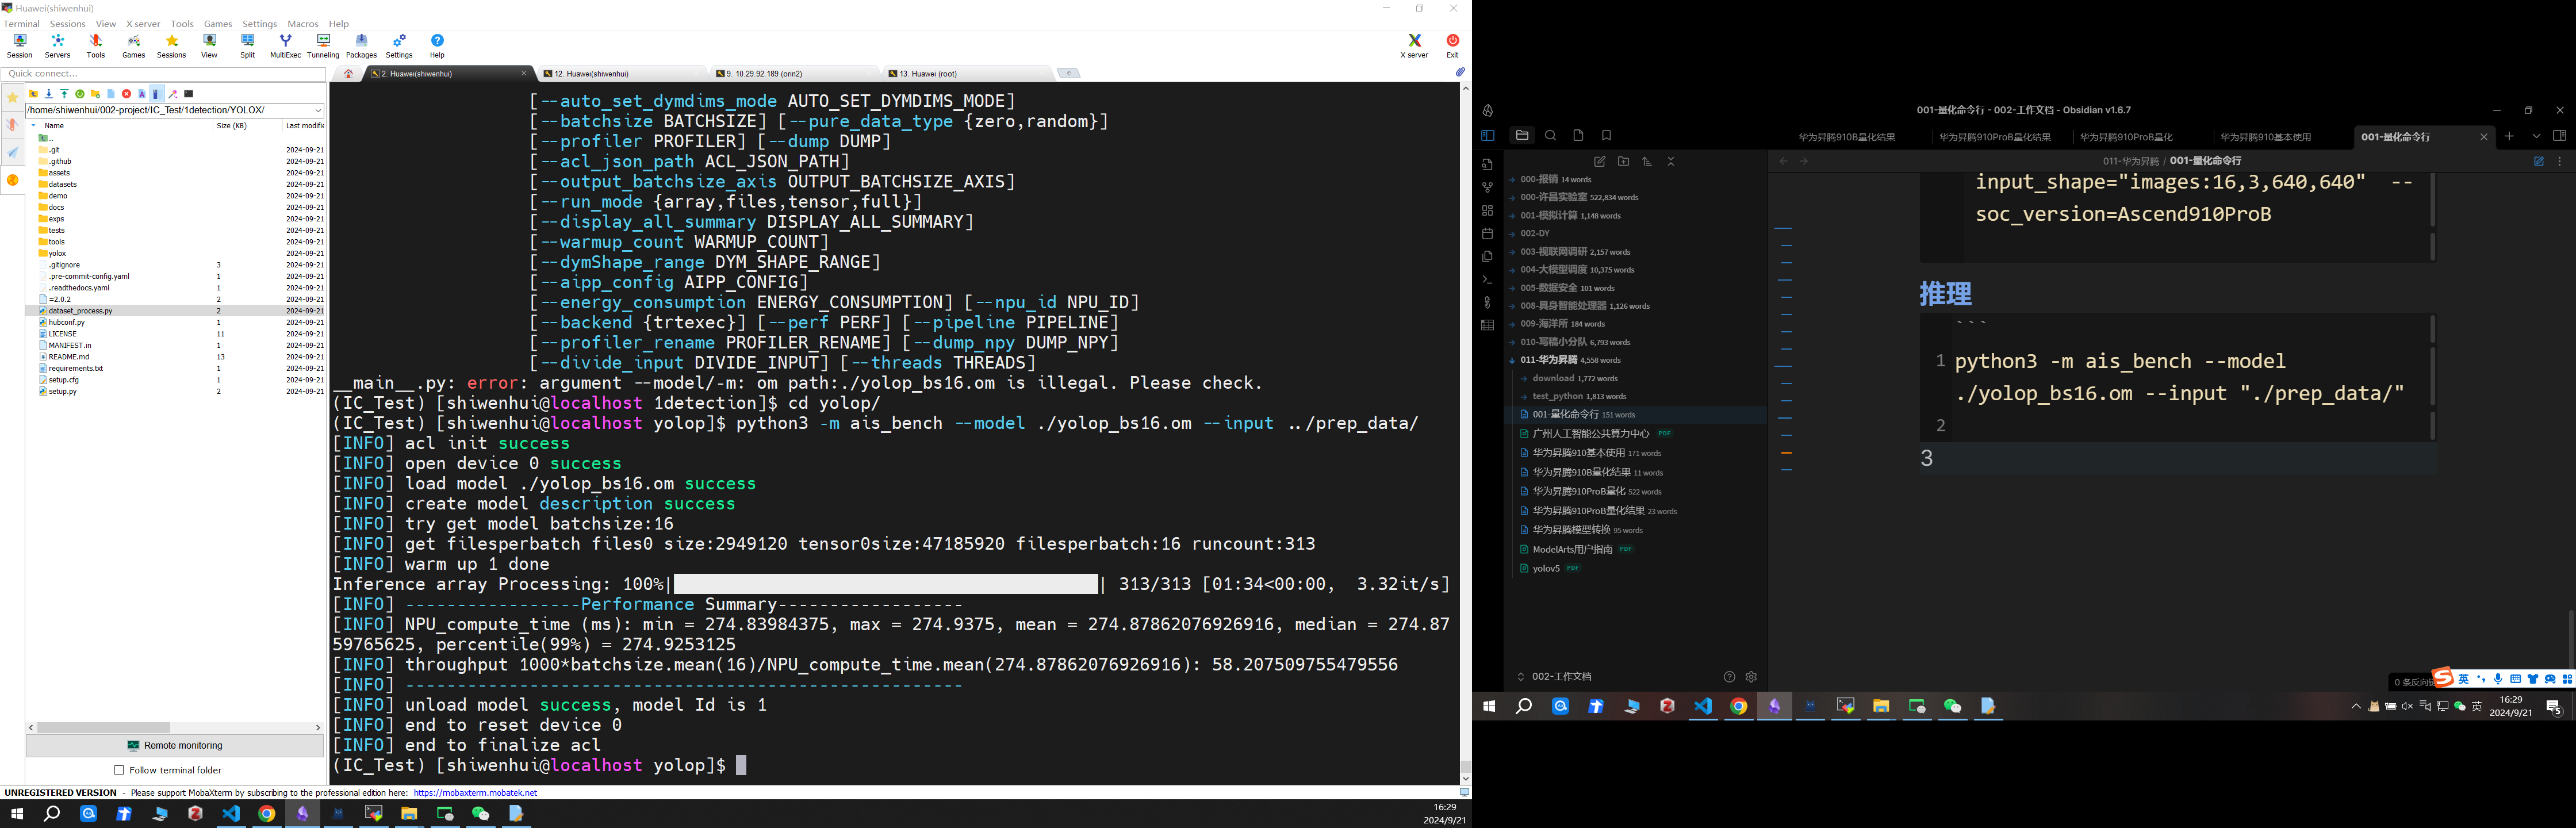 Huawei(shiwenhui)
Terminal Sessions View X server Tools Games Settings Macros Help
Session Servers Tools Games Sessions View Split MultiExec Tunneling Packages Settings Help X server Exit
Quick connect...
2. Huawei(shiwenhui)
12. Huawei(shiwenhui)
9. 10.29.92.189 (orin2)
13. Huawei (root)
/home/shiwenhui/002-project/IC_Test/1detection/YOLOX/
Name Size (KB) Last modifie
..
.git 2024-09-21
.github 2024-09-21
assets 2024-09-21
datasets 2024-09-21
demo 2024-09-21
docs 2024-09-21
exps 2024-09-21
tests 2024-09-21
tools 2024-09-21
yolox 2024-09-21
.gitignore 3 2024-09-21
.pre-commit-config.yaml 1 2024-09-21
.readthedocs.yaml 1 2024-09-21
=2.0.2 2 2024-09-21
dataset_process.py 2 2024-09-21
hubconf.py 1 2024-09-21
LICENSE 11 2024-09-21
MANIFEST.in 1 2024-09-21
README.md 13 2024-09-21
requirements.txt 1 2024-09-21
setup.cfg 1 2024-09-21
setup.py 2 2024-09-21
Remote monitoring
Follow terminal folder
[--auto_set_dymdims_mode AUTO_SET_DYMDIMS_MODE]
[--batchsize BATCHSIZE] [--pure_data_type {zero,random}]
[--profiler PROFILER] [--dump DUMP]
[--acl_json_path ACL_JSON_PATH]
[--output_batchsize_axis OUTPUT_BATCHSIZE_AXIS]
[--run_mode {array,files,tensor,full}]
[--display_all_summary DISPLAY_ALL_SUMMARY]
[--warmup_count WARMUP_COUNT]
[--dymShape_range DYM_SHAPE_RANGE]
[--aipp_config AIPP_CONFIG]
[--energy_consumption ENERGY_CONSUMPTION] [--npu_id NPU_ID]
[--backend {trtexec}] [--perf PERF] [--pipeline PIPELINE]
[--profiler_rename PROFILER_RENAME] [--dump_npy DUMP_NPY]
[--divide_input DIVIDE_INPUT] [--threads THREADS]
__main__.py: error: argument --model/-m: om path:./yolop_bs16.om is illegal. Please check.
(IC_Test) [shiwenhui@localhost 1detection]$ cd yolop/
(IC_Test) [shiwenhui@localhost yolop]$ python3 -m ais_bench --model ./yolop_bs16.om --input ../prep_data/
[INFO] acl init success
[INFO] open device 0 success
[INFO] load model ./yolop_bs16.om success
[INFO] create model description success
[INFO] try get model batchsize:16
[INFO] get filesperbatch files0 size:2949120 tensor0size:47185920 filesperbatch:16 runcount:313
[INFO] warm up 1 done
Inference array Processing: 100%| | 313/313 [01:34<00:00, 3.32it/s]
[INFO] -----------------Performance Summary------------------
[INFO] NPU_compute_time (ms): min = 274.83984375, max = 274.9375, mean = 274.87862076926916, median = 274.87
59765625, percentile(99%) = 274.9253125
[INFO] throughput 1000*batchsize.mean(16)/NPU_compute_time.mean(274.87862076926916): 58.207509755479556
[INFO] ------------------------------------------------------
[INFO] unload model success, model Id is 1
[INFO] end to reset device 0
[INFO] end to finalize acl
(IC_Test) [shiwenhui@localhost yolop]$
UNREGISTERED VERSION - Please support MobaXterm by subscribing to the professional edition here: https://mobaxterm.mobatek.net
16:29
2024/9/21
001-量化命令行 - 002-工作文档 - Obsidian v1.6.7
华为昇腾910B量化结果
华为昇腾910ProB量化结果
华为昇腾910ProB量化
华为昇腾910基本使用
001-量化命令行
011-华为昇腾 / 001-量化命令行
000-报销 14 words
000-许昌实验室 522,834 words
001-模拟计算 1,148 words
002-DY
003-视联网调研 2,157 words
004-大模型调度 10,375 words
005-数据安全 101 words
008-具身智能处理器 1,126 words
009-海洋所 184 words
010-写稿小分队 6,793 words
011-华为昇腾 4,558 words
download 1,772 words
test_python 1,813 words
001-量化命令行 151 words
广州人工智能公共算力中心 PDF
华为昇腾910基本使用 171 words
华为昇腾910B量化结果 11 words
华为昇腾910ProB量化 522 words
华为昇腾910ProB量化结果 23 words
华为昇腾模型转换 95 words
ModelArts用户指南 PDF
yolov5 PDF
002-工作文档
input_shape="images:16,3,640,640" --
soc_version=Ascend910ProB
推理
```
1 python3 -m ais_bench --model
./yolop_bs16.om --input "./prep_data/"
2
3
0 条反向链
英
英
16:29
2024/9/21
5